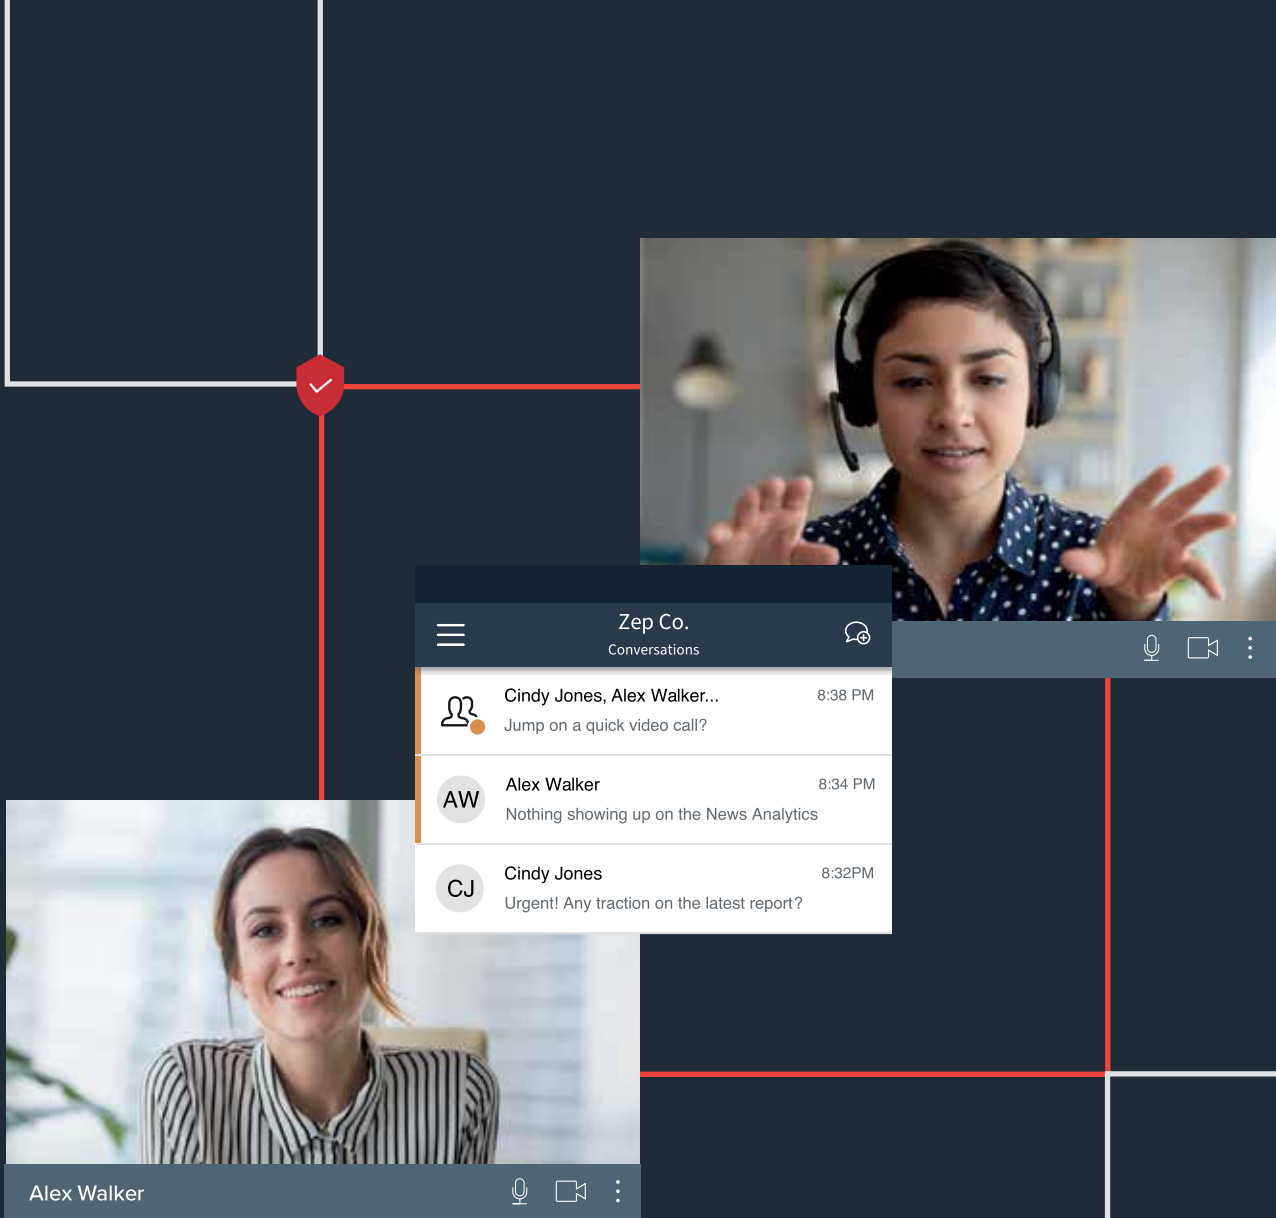 Zep Co.
Conversations
Cindy Jones, Alex Walker...
8:38 PM
Jump on a quick video call?
AW
Alex Walker
8:34 PM
Nothing showing up on the News Analytics
CJ
Cindy Jones
8:32PM
Urgent! Any traction on the latest report?
Alex Walker